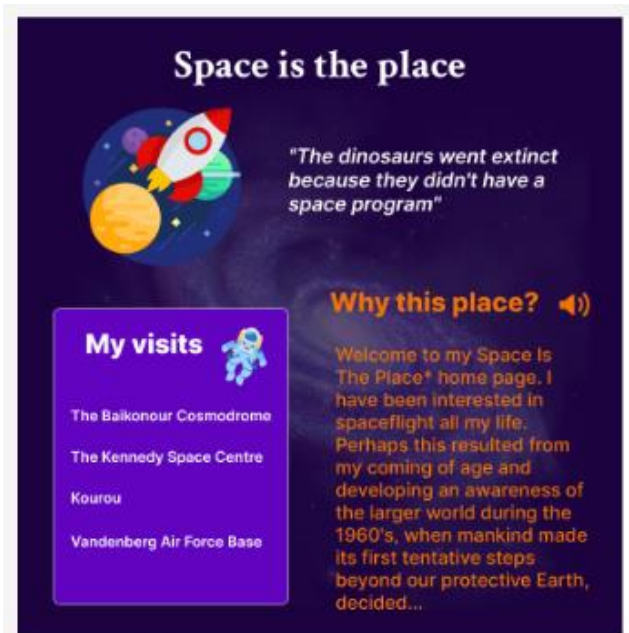 Space is the place
"The dinosaurs went extinct
because they didn't have a
space program"
My visits
The Baikonour Cosmodrome
The Kennedy Space Centre
Kourou
Vandenberg Air Force Base
Why this place?
Welcome to my Space Is
The Place* home page. I
have been interested in
spaceflight all my life.
Perhaps this resulted from
my coming of age and
developing an awareness of
the larger world during the
1960's, when mankind made
its first tentative steps
beyond our protective Earth,
decided...